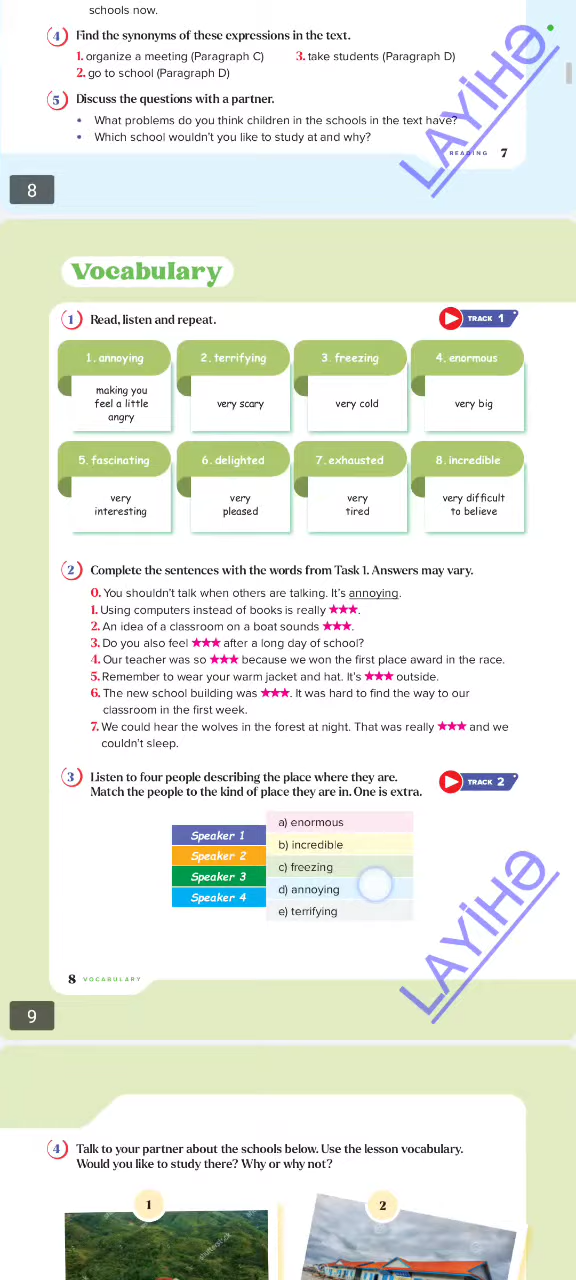 schools now.
4 Find the synonyms of these expressions in the text.
1. organize a meeting (Paragraph C) 3. take students (Paragraph D)
2. go to school (Paragraph D)
5 Discuss the questions with a partner.
• What problems do you think children in the schools in the text have?
• Which school wouldn't you like to study at and why?
READING 7
LAYİHƏ
8
Vocabulary
1 Read, listen and repeat.
TRACK 1
1. annoying
making you
feel a little
angry
2. terrifying
very scary
3. freezing
very cold
4. enormous
very big
5. fascinating
very
interesting
6. delighted
very
pleased
7. exhausted
very
tired
8. incredible
very difficult
to believe
2 Complete the sentences with the words from Task 1. Answers may vary.
0. You shouldn't talk when others are talking. It's annoying.
1. Using computers instead of books is really ★★★.
2. An idea of a classroom on a boat sounds ★★★.
3. Do you also feel ★★★ after a long day of school?
4. Our teacher was so ★★★ because we won the first place award in the race.
5. Remember to wear your warm jacket and hat. It's ★★★ outside.
6. The new school building was ★★★. It was hard to find the way to our
classroom in the first week.
7. We could hear the wolves in the forest at night. That was really ★★★ and we
couldn't sleep.
3 Listen to four people describing the place where they are.
Match the people to the kind of place they are in. One is extra.
TRACK 2
Speaker 1
Speaker 2
Speaker 3
Speaker 4
a) enormous
b) incredible
c) freezing
d) annoying
e) terrifying
LAYİHƏ
8 VOCABULARY
9
4 Talk to your partner about the schools below. Use the lesson vocabulary.
Would you like to study there? Why or why not?
1
2
shutterstock